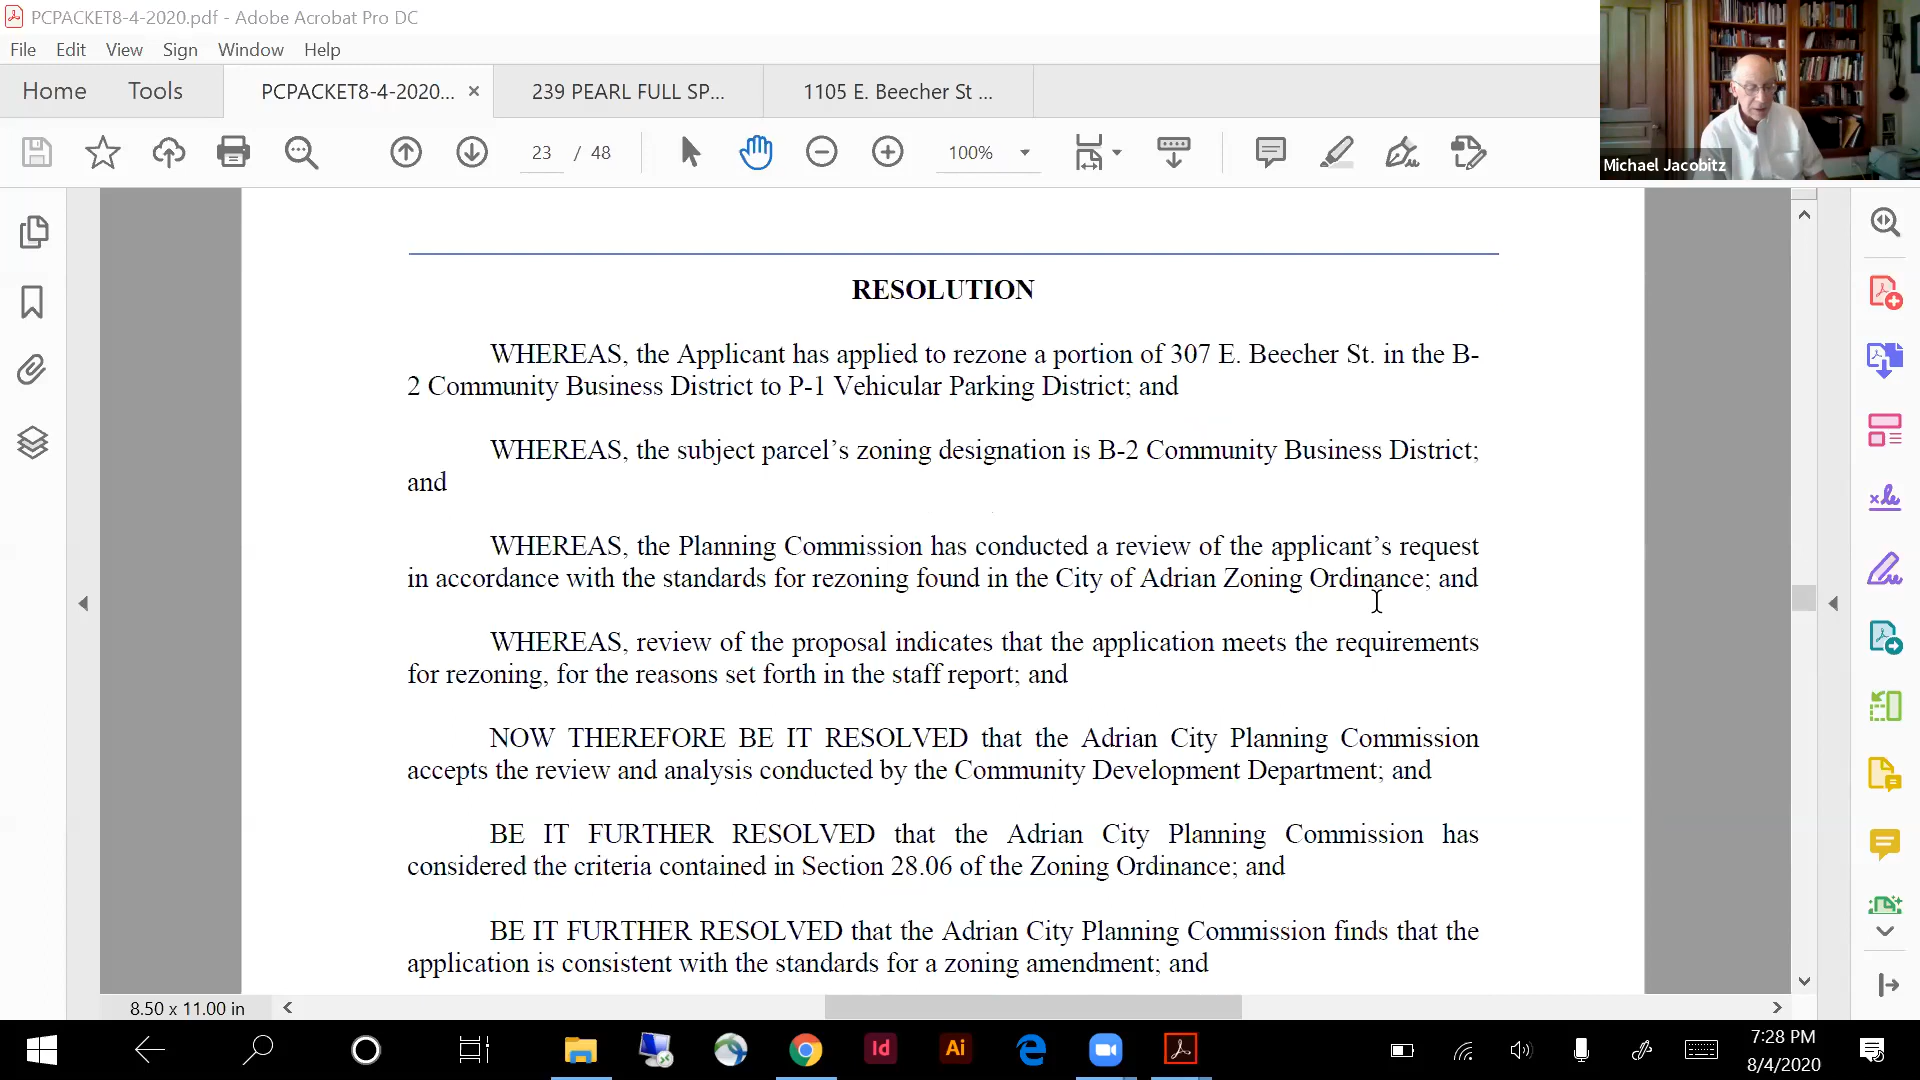 PCPACKET8-4-2020.pdf - Adobe Acrobat Pro DC
File Edit View Sign Window Help
Home Tools PCPACKET8-4-2020... × 239 PEARL FULL SP... 1105 E. Beecher St ...
23 / 48 100%
Michael Jacobitz
RESOLUTION
WHEREAS, the Applicant has applied to rezone a portion of 307 E. Beecher St. in the B-
2 Community Business District to P-1 Vehicular Parking District; and
WHEREAS, the subject parcel’s zoning designation is B-2 Community Business District;
and
WHEREAS, the Planning Commission has conducted a review of the applicant’s request
in accordance with the standards for rezoning found in the City of Adrian Zoning Ordinance; and
WHEREAS, review of the proposal indicates that the application meets the requirements
for rezoning, for the reasons set forth in the staff report; and
NOW THEREFORE BE IT RESOLVED that the Adrian City Planning Commission
accepts the review and analysis conducted by the Community Development Department; and
BE IT FURTHER RESOLVED that the Adrian City Planning Commission has
considered the criteria contained in Section 28.06 of the Zoning Ordinance; and
BE IT FURTHER RESOLVED that the Adrian City Planning Commission finds that the
application is consistent with the standards for a zoning amendment; and
8.50 x 11.00 in
Id Ai
7:28 PM
8/4/2020